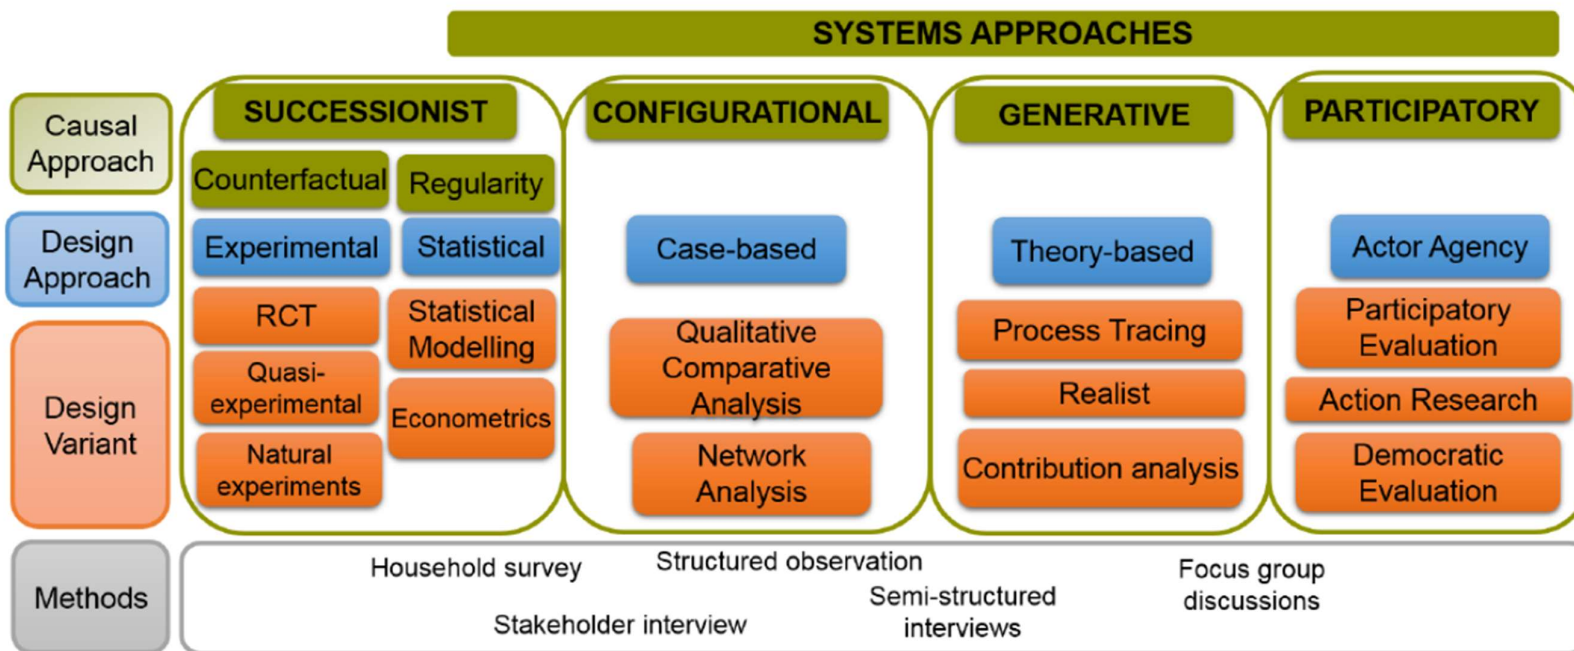 SYSTEMS APPROACHES
Causal
Approach
SUCCESSIONIST
CONFIGURATIONAL
GENERATIVE
PARTICIPATORY
Counterfactual
Regularity
Design
Approach
Experimental
Statistical
Case-based
Theory-based
Actor Agency
Design
Variant
RCT
Quasi-
experimental
Natural
experiments
Statistical
Modelling
Econometrics
Qualitative
Comparative
Analysis
Network
Analysis
Process Tracing
Realist
Contribution analysis
Participatory
Evaluation
Action Research
Democratic
Evaluation
Methods
Household survey
Structured observation
Stakeholder interview
Semi-structured
interviews
Focus group
discussions